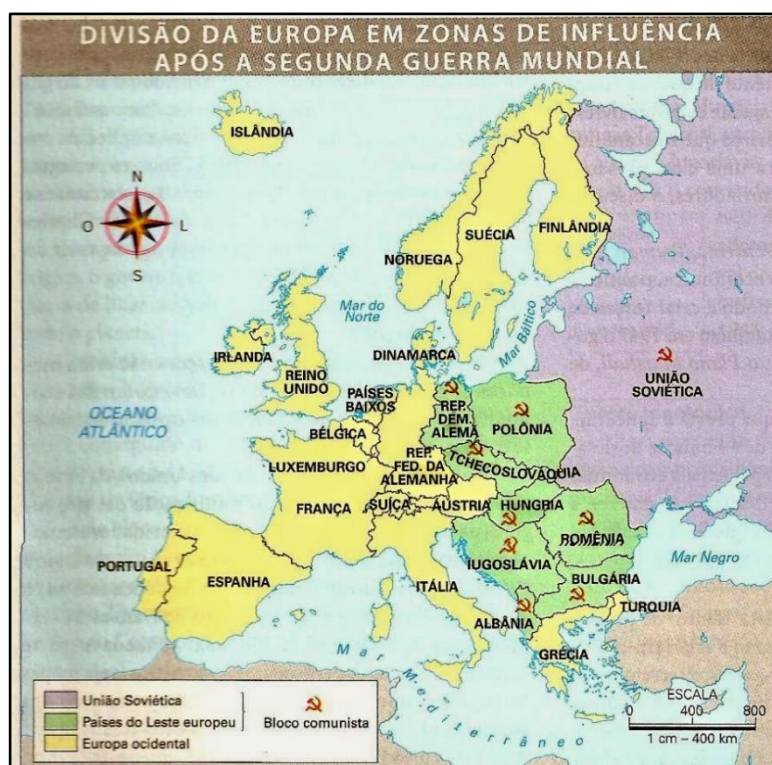 DIVISÃO DA EUROPA EM ZONAS DE INFLUÊNCIA
APÓS A SEGUNDA GUERRA MUNDIAL
ISLÂNDIA
N
O
L
S
SUÉCIA
FINLÂNDIA
NORUEGA
Mar do
Norte
Mar Báltico
IRLANDA
DINAMARCA
REINO
UNIDO
UNIÃO
SOVIÉTICA
PAÍSES
BAIXOS
REP.
DEM.
ALEMÃ
POLÔNIA
OCEANO
ATLÂNTICO
BÉLGICA
TCHECOSLOVÁQUIA
LUXEMBURGO
REP.
FED. DA
ALEMANHA
FRANÇA
SUÍÇA
ÁUSTRIA
HUNGRIA
ROMÊNIA
IUGOSLÁVIA
Mar Negro
PORTUGAL
ESPANHA
ITÁLIA
BULGÁRIA
ALBÂNIA
TURQUIA
GRÉCIA
Mar Mediterrâneo
União Soviética
Países do Leste europeu
Bloco comunista
Europa ocidental
ESCALA
0 400 800
1 cm – 400 km